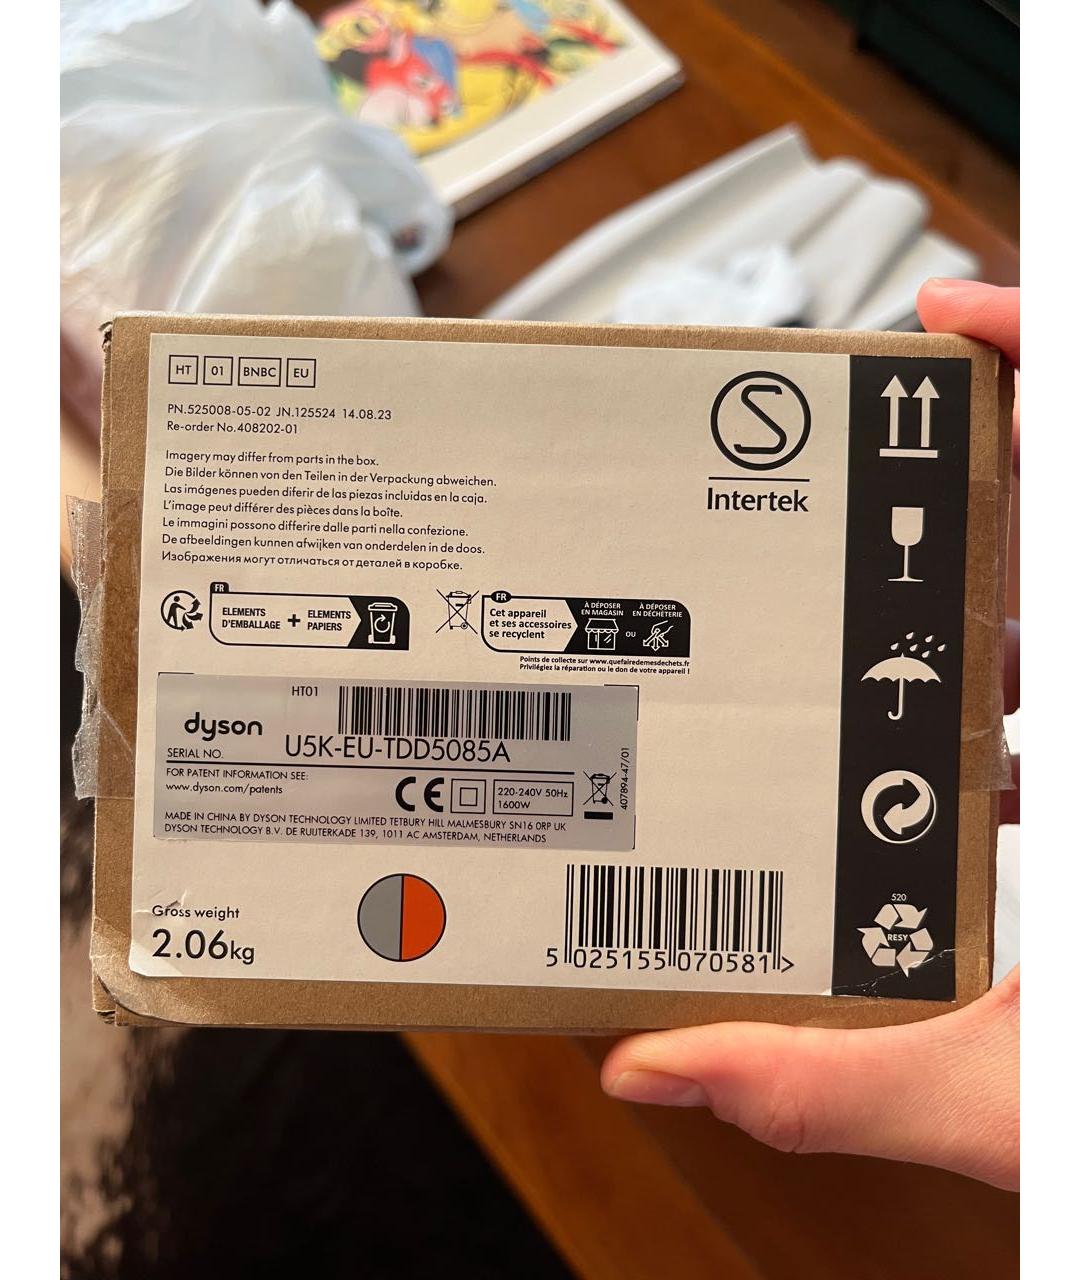 HT 01 BNBC EU
PN.525008-05-02 JN.125524 14.08.23
Re-order No.408202-01
Imagery may differ from parts in the box.
Die Bilder können von den Teilen in der Verpackung abweichen.
Las imágenes pueden diferir de las piezas incluidas en la caja.
L'image peut différer des pièces dans la boîte.
Le immagini possono differire dalle parti nella confezione.
De afbeeldingen kunnen afwijken van onderdelen in de doos.
Изображения могут отличаться от деталей в коробке.
S
Intertek
FR
ELEMENTS D'EMBALLAGE + ELEMENTS PAPIERS
FR
Cet appareil
et ses accessoires
se recyclent
À DÉPOSER EN MAGASIN
OU
À DÉPOSER EN DÉCHÈTERIE
Points de collecte sur www.quefairedemesdechets.fr
Privilégiez la réparation ou le don de votre appareil !
HT01
dyson
SERIAL NO. U5K-EU-TDD5085A
FOR PATENT INFORMATION SEE:
www.dyson.com/patents
CE
220-240V 50Hz
1600W
407894-47/01
MADE IN CHINA BY DYSON TECHNOLOGY LIMITED TETBURY HILL MALMESBURY SN16 0RP UK
DYSON TECHNOLOGY B.V. DE RUIJTERKADE 139, 1011 AC AMSTERDAM, NETHERLANDS
Gross weight
2.06kg
5 025155 070581 >
520
RESY